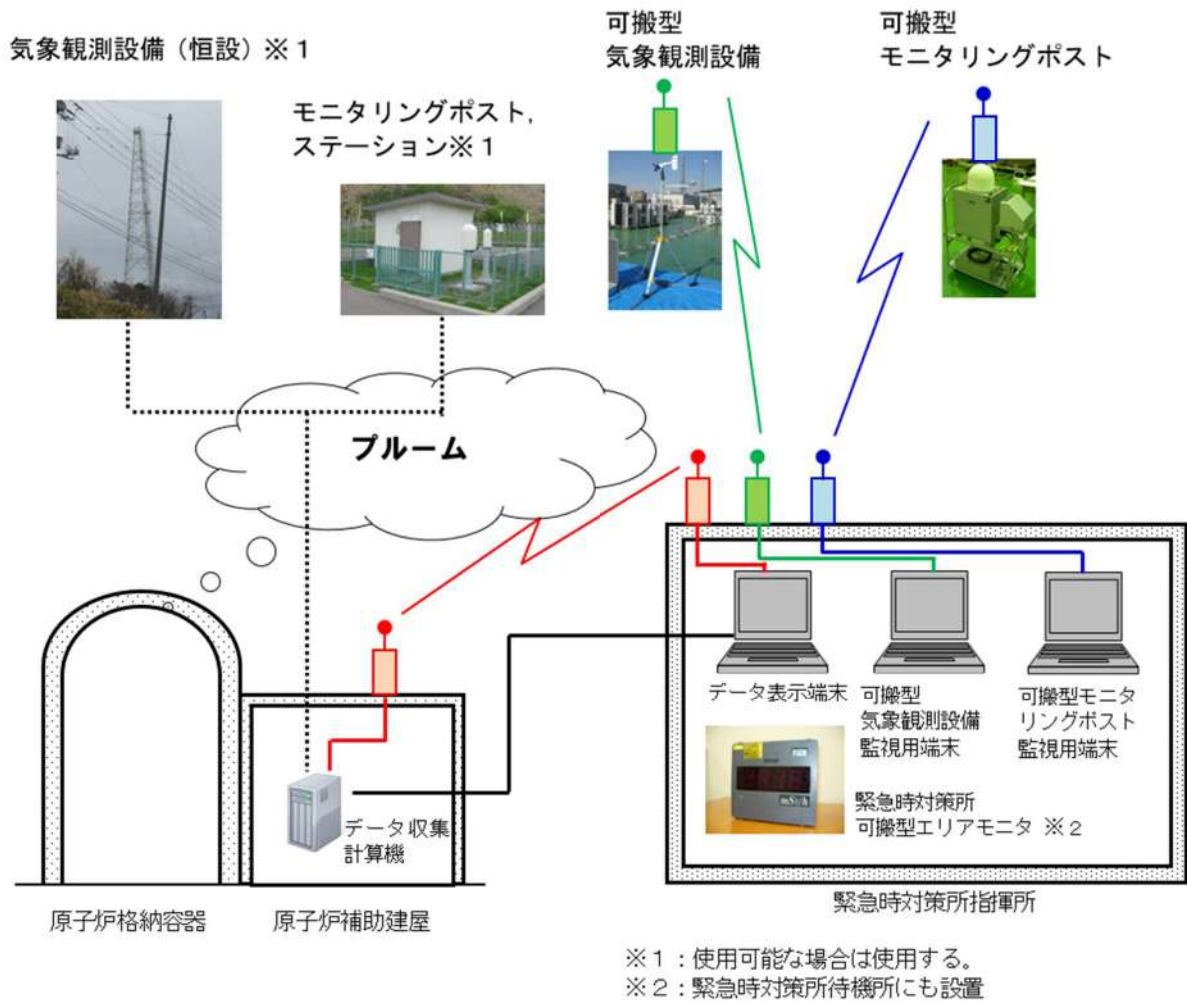 気象観測設備（恒設）※１
モニタリングポスト，
ステーション※１
可搬型
気象観測設備
可搬型
モニタリングポスト
プルーム
データ表示端末
可搬型
気象観測設備
監視用端末
可搬型モニタ
リングポスト
監視用端末
緊急時対策所
可搬型エリアモニタ ※２
データ収集
計算機
原子炉格納容器
原子炉補助建屋
緊急時対策所指揮所
※１：使用可能な場合は使用する。
※２：緊急時対策所待機所にも設置